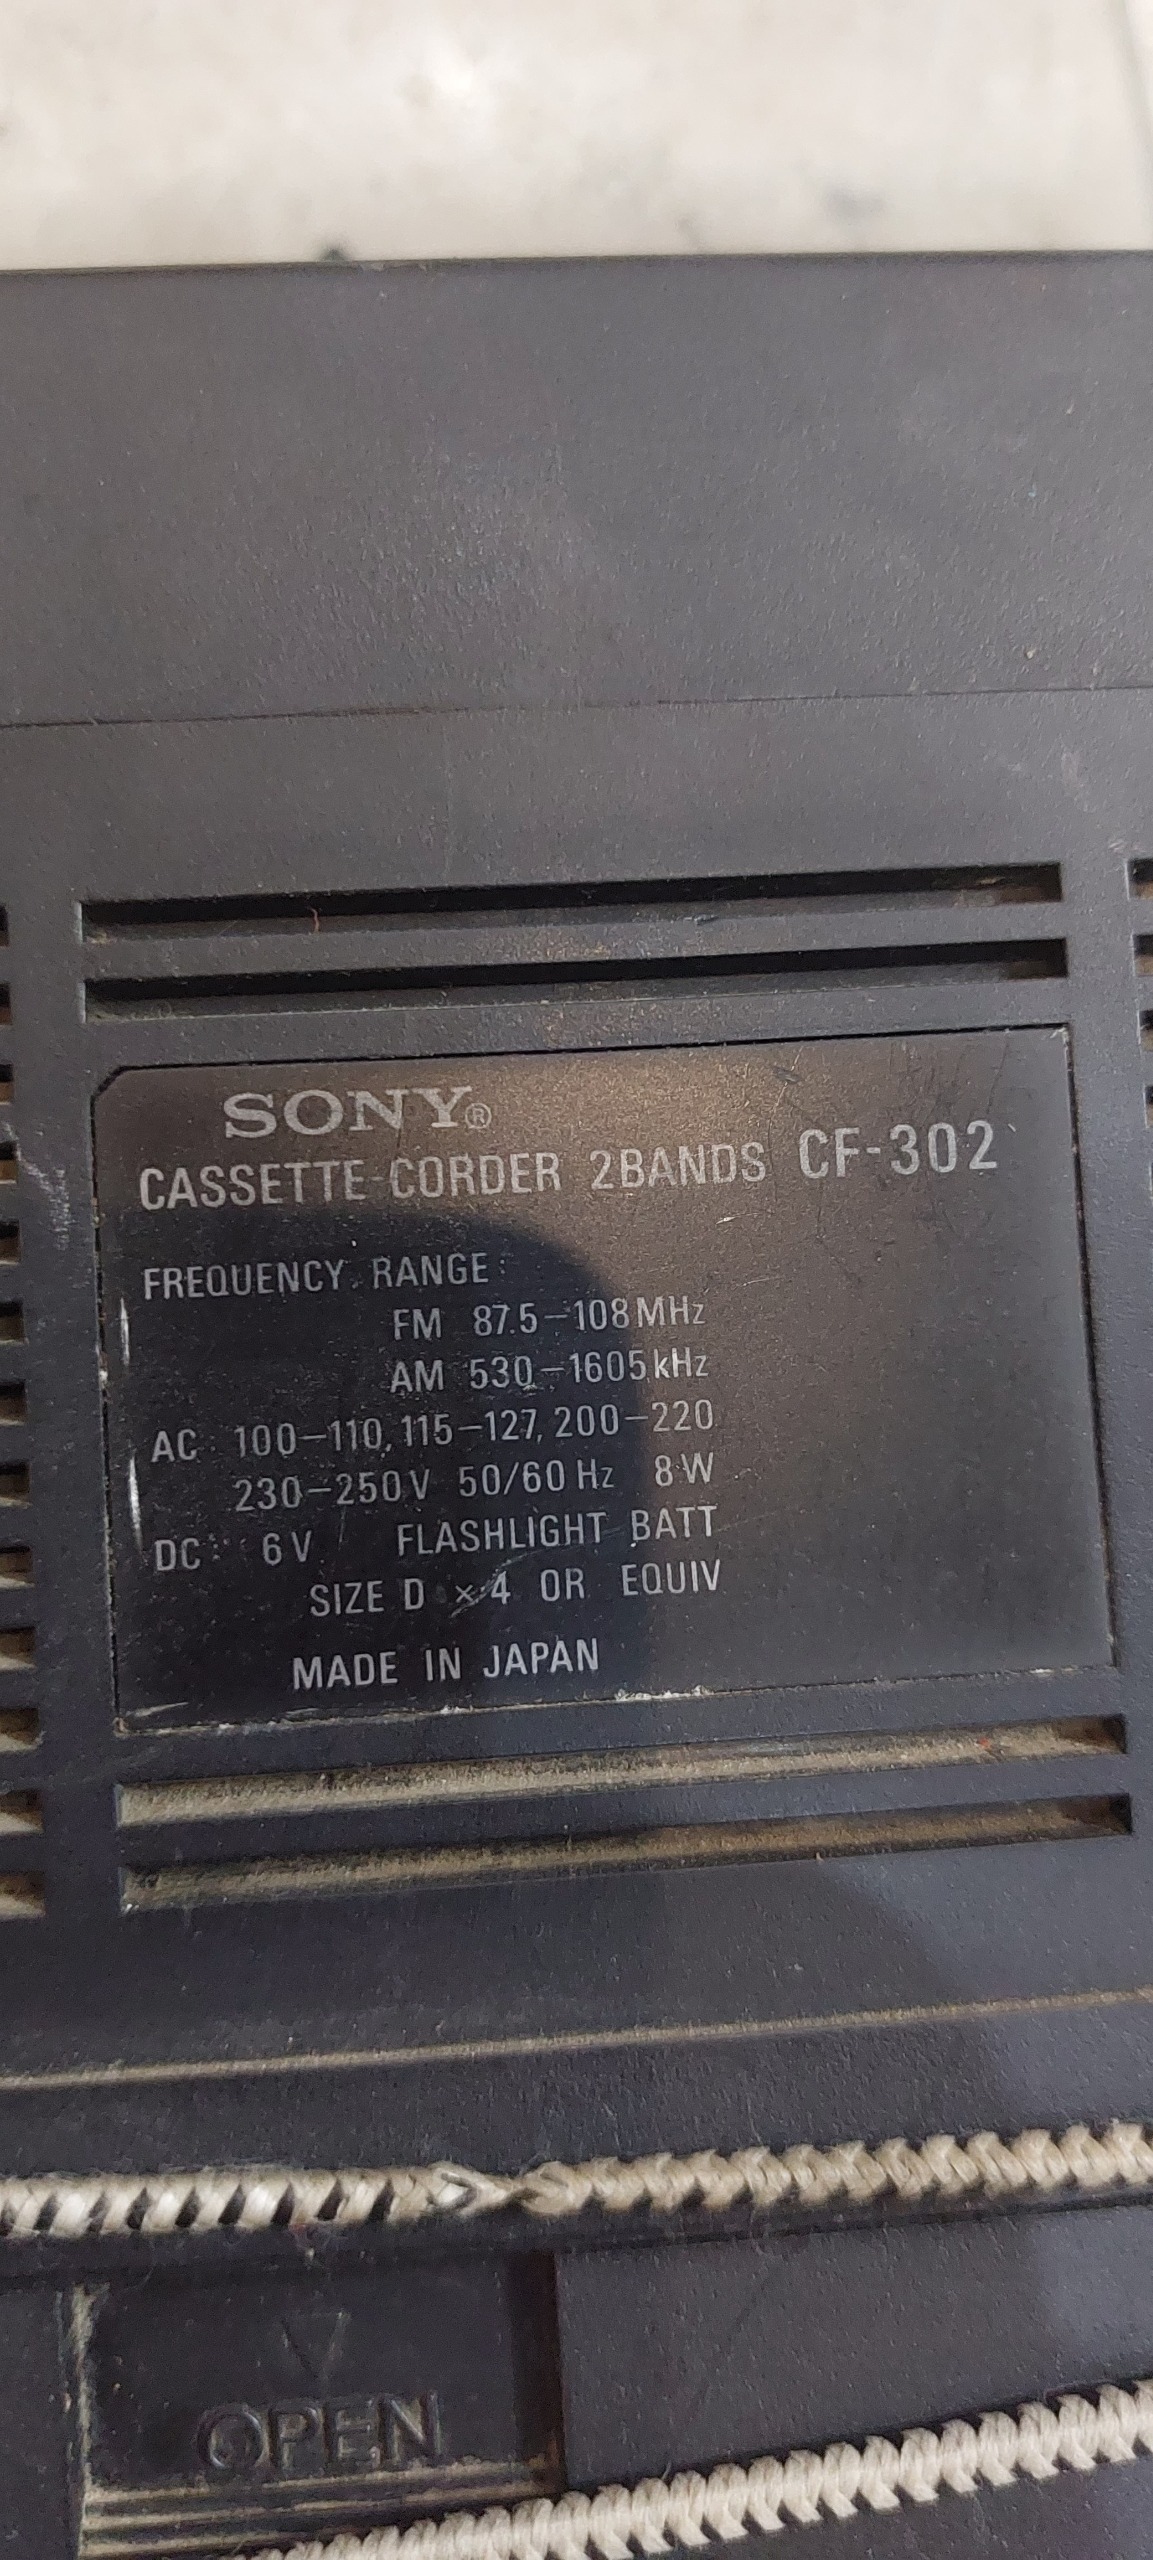 SONY®
CASSETTE-CORDER 2BANDS CF-302
FREQUENCY RANGE:
FM 87.5-108MHz
AM 530-1605kHz
AC: 100-110, 115-127, 200-220
230-250V 50/60Hz 8W
DC: 6V FLASHLIGHT BATT
SIZE D ×4 OR EQUIV
MADE IN JAPAN
OPEN